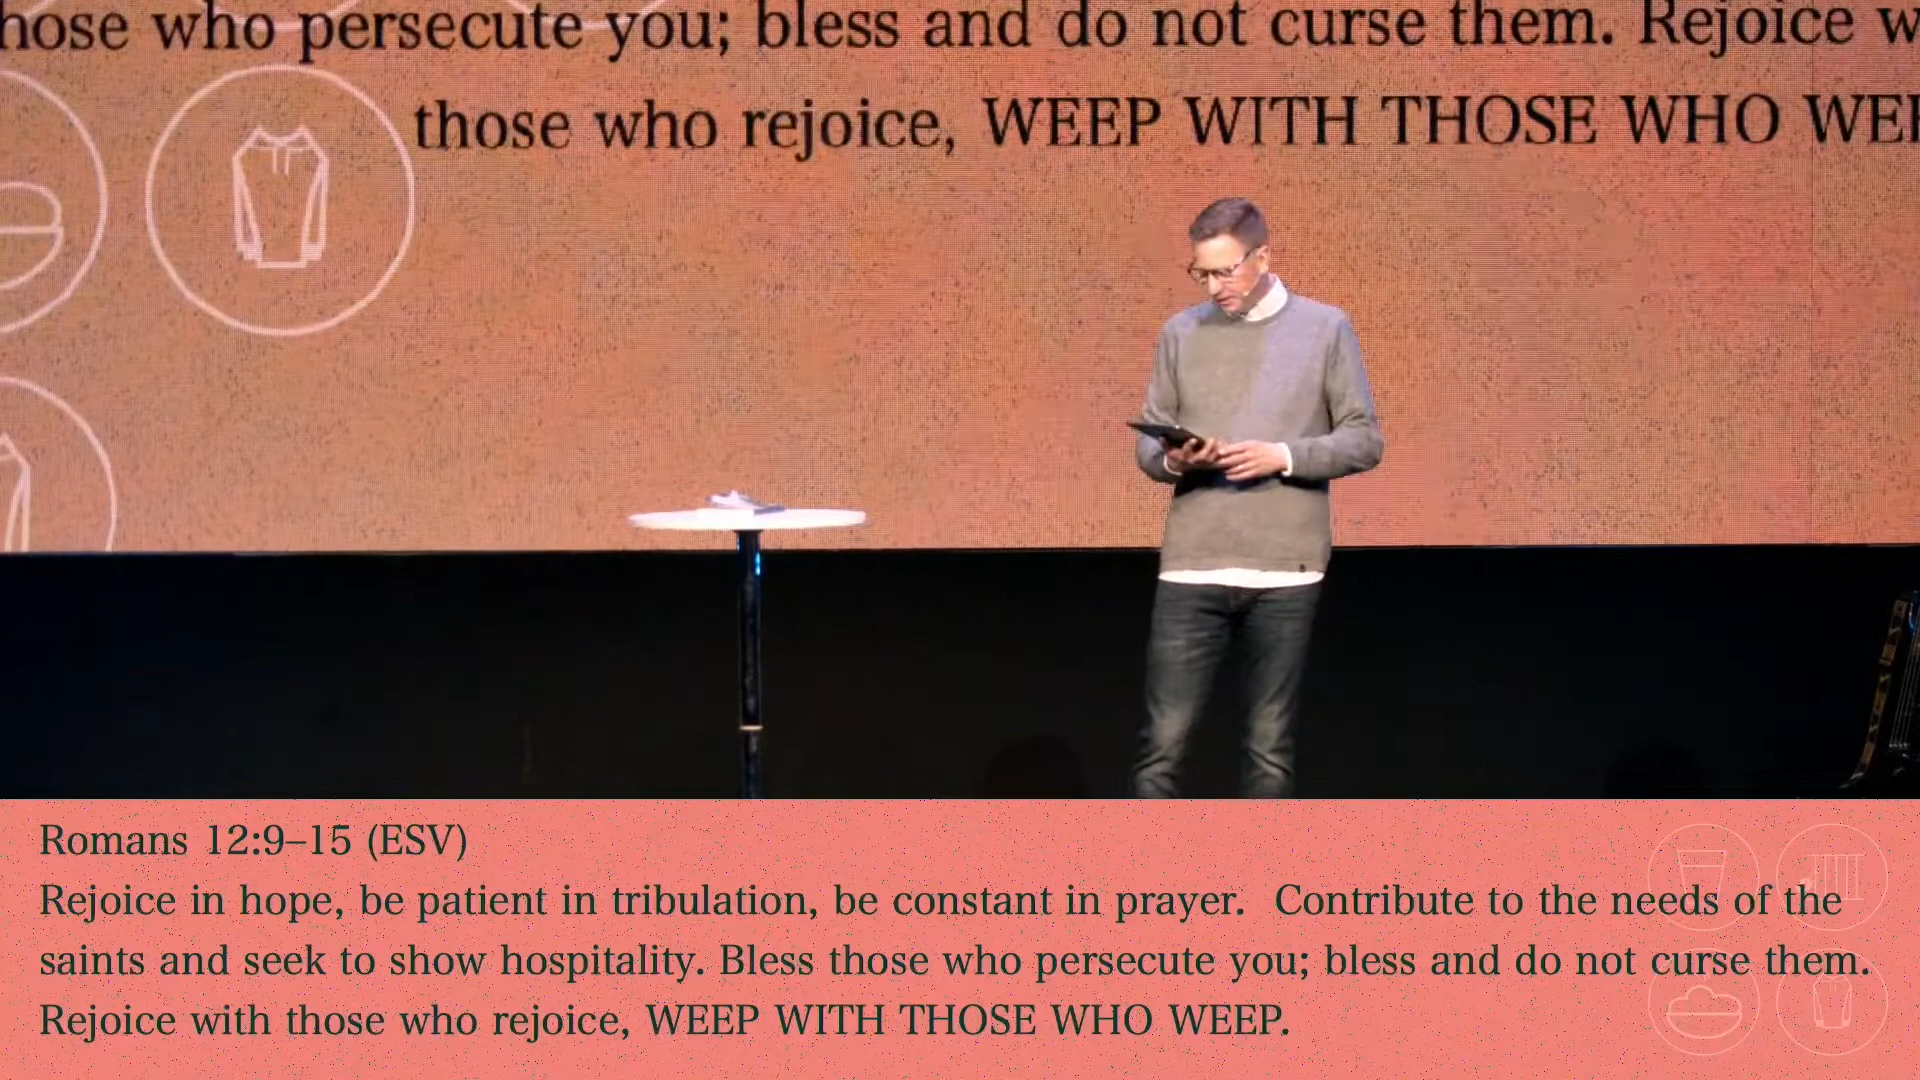 those who persecute you; bless and do not curse them. Rejoice
those who rejoice, WEEP WITH THOSE WHO
Romans 12:9–15 (ESV)
Rejoice in hope, be patient in tribulation, be constant in prayer.  Contribute to the needs of the
saints and seek to show hospitality. Bless those who persecute you; bless and do not curse them.
Rejoice with those who rejoice, WEEP WITH THOSE WHO WEEP.